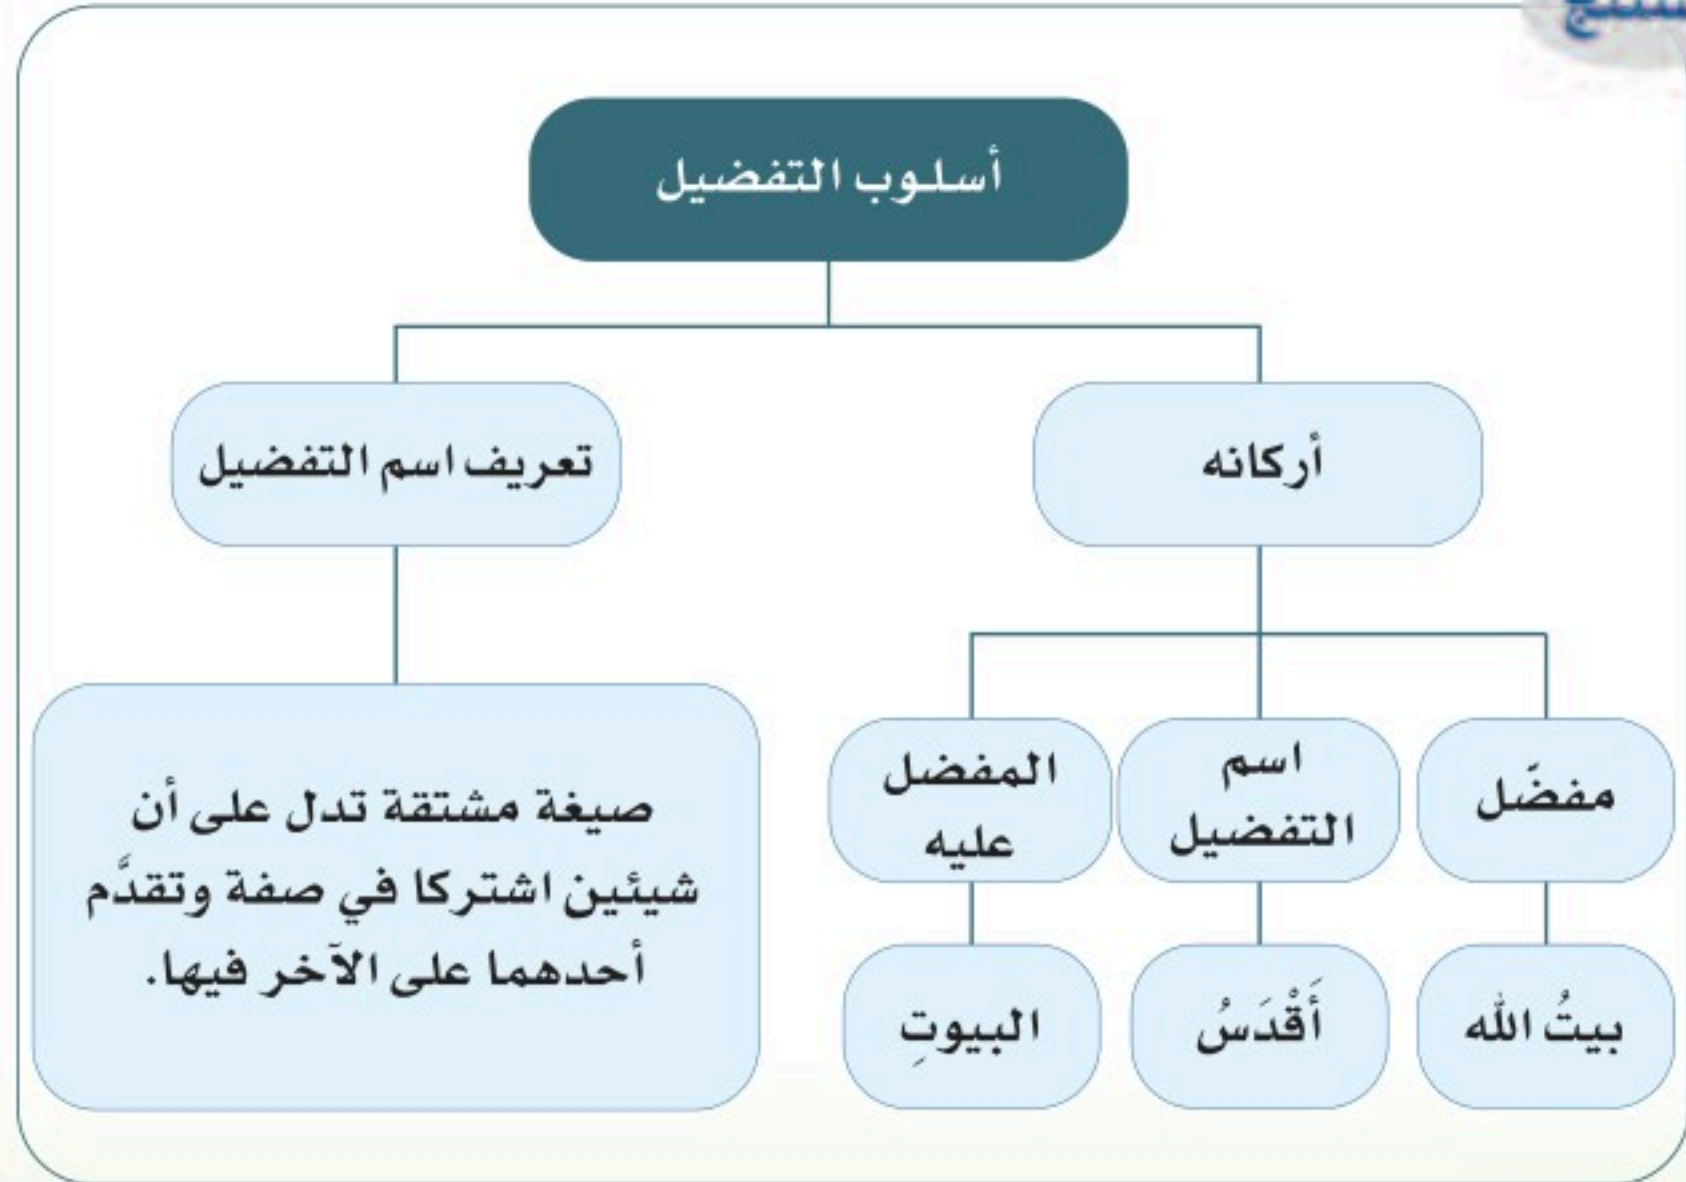 أسلوب التفضيل
أركانه
تعريف اسم التفضيل
مفضّل
اسم
التفضيل
المفضل
عليه
بيتُ الله
أَقْدَسُ
البيوتِ
صيغة مشتقة تدل على أن
شيئين اشتركا في صفة وتقدَّم
أحدهما على الآخر فيها.